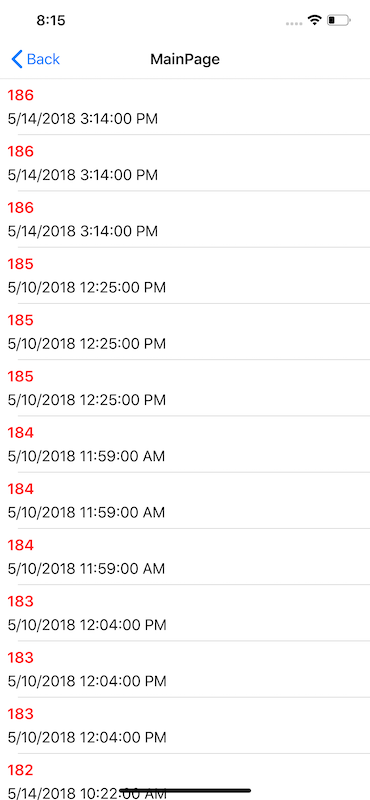 8:15
Back
MainPage
186
5/14/2018 3:14:00 PM
186
5/14/2018 3:14:00 PM
186
5/14/2018 3:14:00 PM
185
5/10/2018 12:25:00 PM
185
5/10/2018 12:25:00 PM
185
5/10/2018 12:25:00 PM
184
5/10/2018 11:59:00 AM
184
5/10/2018 11:59:00 AM
184
5/10/2018 11:59:00 AM
183
5/10/2018 12:04:00 PM
183
5/10/2018 12:04:00 PM
183
5/10/2018 12:04:00 PM
182
5/14/2018 10:22:00 AM